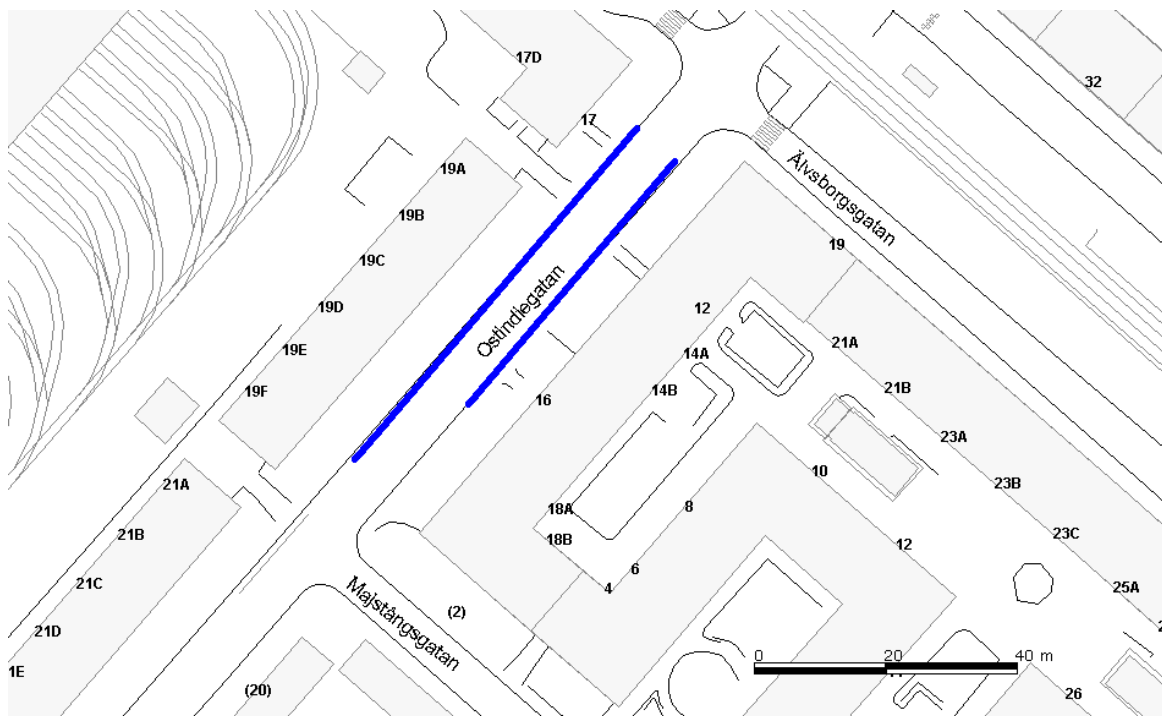 17D
32
17
19A
Älvsborgsgatan
19B
19
19C
19D
12
Ostindiegatan
21A
19E
14A
14B
21B
19F
16
23A
10
21A
23B
8
18A
21B
23C
18B
12
6
21C
4
25A
(2)
Majstångsgatan
21D
0
20
40 m
1E
(20)
26